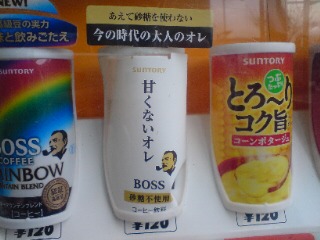 NEW!
級豆の実力
味と飲みごたえ
あえて砂糖を使わない
今の時代の大人のオレ
SUNTORY
BOSS
COFFEE
RAINBOW
MOUNTAIN BLEND
[コーヒー]
SUNTORY
甘くないオレ
BOSS
砂糖不使用
コーヒー飲料
SUNTORY
つぶ
とろ〜り
コク旨
コーンポタージュ
¥120
¥120
¥120